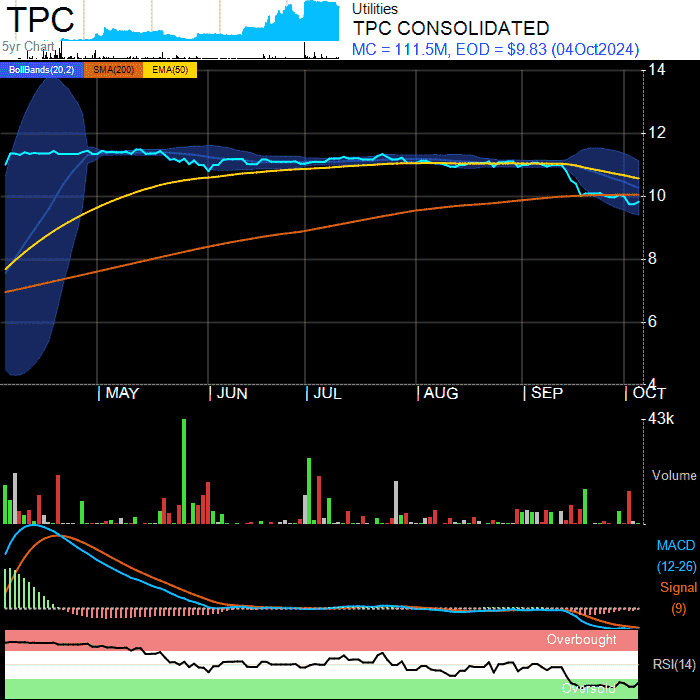 TPC
5yr Chart
Utilities
TPC CONSOLIDATED
MC = 111.5M, EOD = $9.83 (04Oct2024)
BollBands(20,2) SMA(200) EMA(50)
14
12
10
8
6
4
MAY JUN JUL AUG SEP OCT
43k
Volume
MACD
(12-26)
Signal
(9)
Overbought
RSI(14)
Oversold